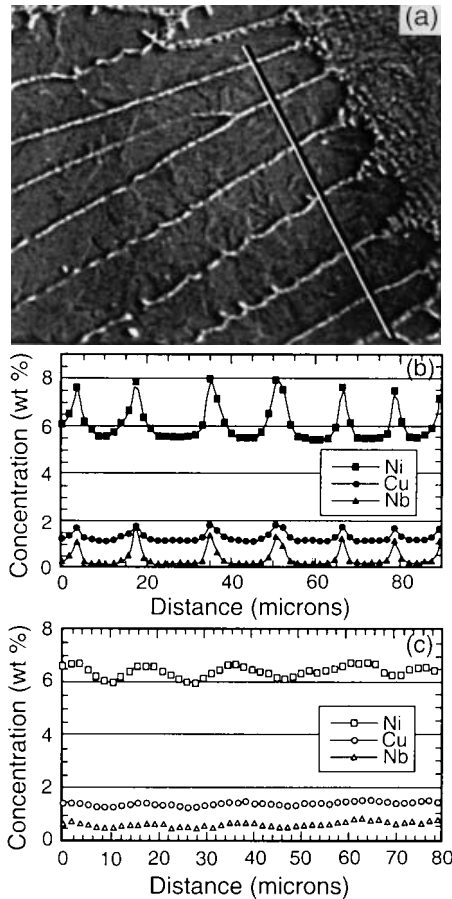 (a)
(b)
Concentration (wt %)
8
6
4
2
0
Ni
Cu
Nb
0 20 40 60 80
Distance (microns)
(c)
Concentration (wt %)
8
6
4
2
0
Ni
Cu
Nb
0 10 20 30 40 50 60 70 80
Distance (microns)